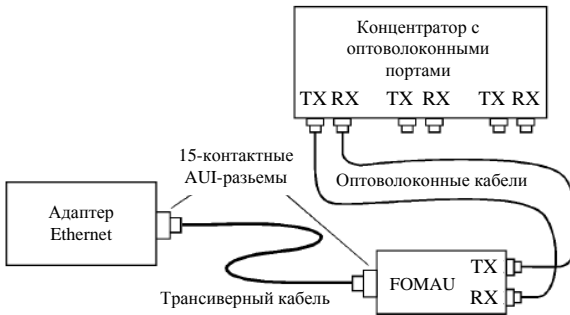 Концентратор с
оптоволоконными
портами
TX RX TX RX TX RX
15-контактные
AUI-разъемы
Оптоволоконные кабели
Адаптер
Ethernet
TX
FOMAU
RX
Трансиверный кабель